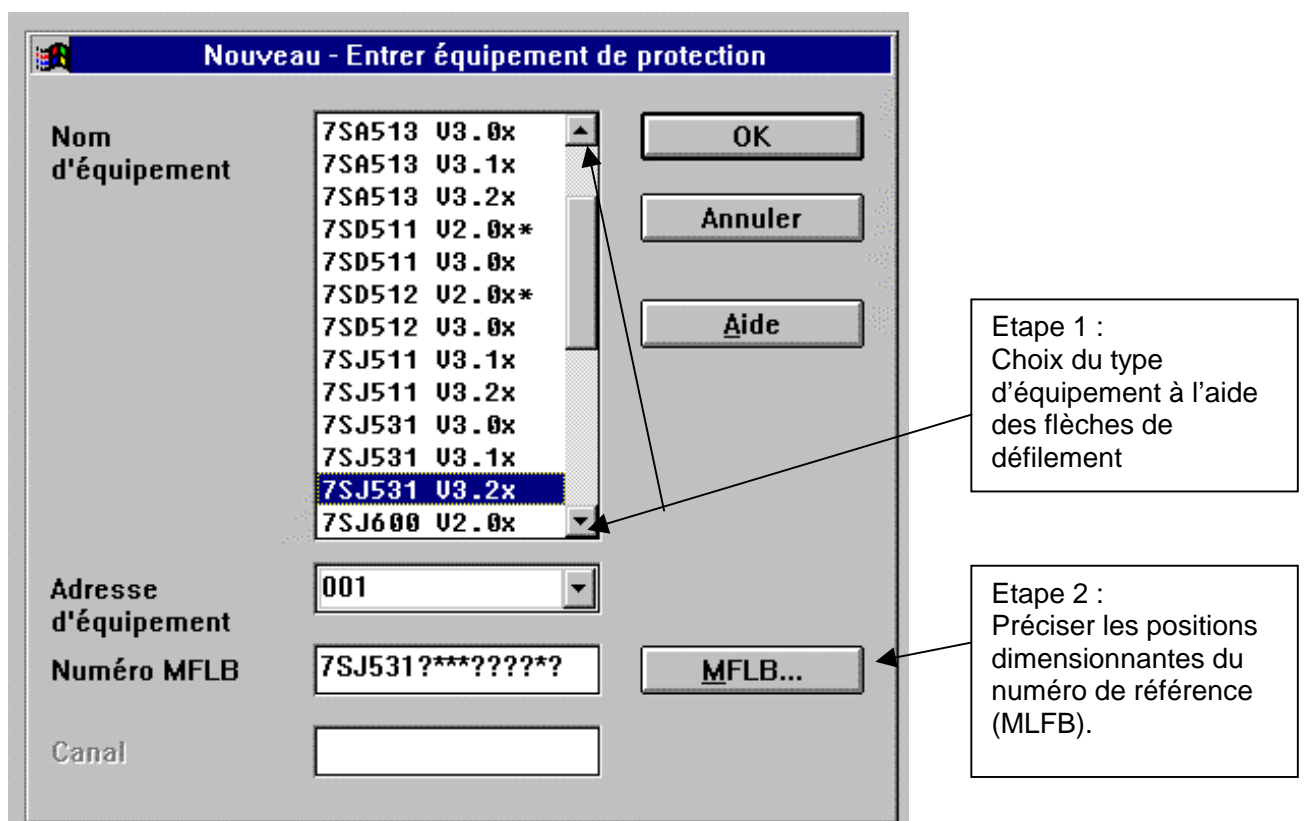 Nouveau - Entrer équipement de protection
Nom
d'équipement
7SA513 V3.0x
7SA513 V3.1x
7SA513 V3.2x
7SD511 V2.0x*
7SD511 V3.0x
7SD512 V2.0x*
7SD512 V3.0x
7SJ511 V3.1x
7SJ511 V3.2x
7SJ531 V3.0x
7SJ531 V3.1x
7SJ531 V3.2x
7SJ600 V2.0x
OK
Annuler
Aide
Etape 1 :
Choix du type
d’équipement à l’aide
des flèches de
défilement
Adresse
d'équipement
001
Numéro MFLB
7SJ531?***????*?
MFLB...
Etape 2 :
Préciser les positions
dimensionnantes du
numéro de référence
(MLFB).
Canal